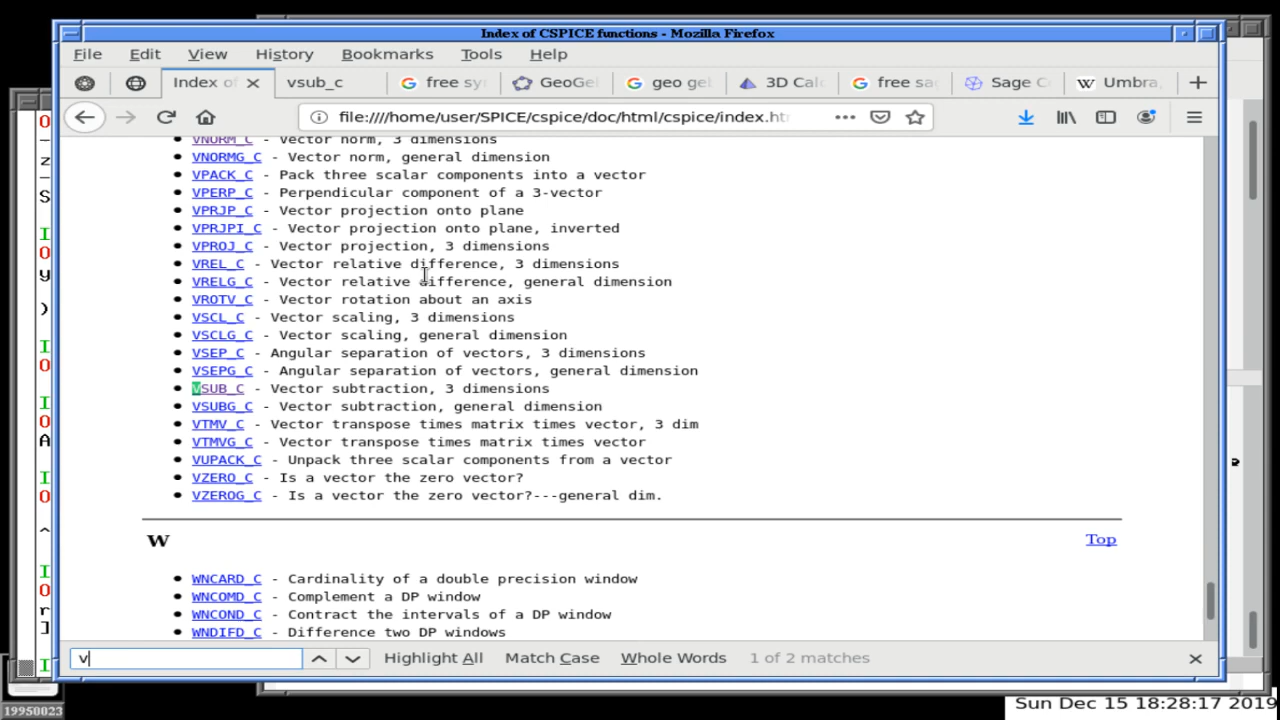 Index of CSPICE functions - Mozilla Firefox
File Edit View History Bookmarks Tools Help
Index of vsub_c free sy GeoGe geo ge 3D Calc free sa Sage C Umbra,
file:////home/user/SPICE/cspice/doc/html/cspice/index.ht
VNORM_C - Vector norm, 3 dimensions
VNORMG_C - Vector norm, general dimension
VPACK_C - Pack three scalar components into a vector
VPERP_C - Perpendicular component of a 3-vector
VPRJP_C - Vector projection onto plane
VPRJPI_C - Vector projection onto plane, inverted
VPROJ_C - Vector projection, 3 dimensions
VREL_C - Vector relative difference, 3 dimensions
VRELG_C - Vector relative difference, general dimension
VROTV_C - Vector rotation about an axis
VSCL_C - Vector scaling, 3 dimensions
VSCLG_C - Vector scaling, general dimension
VSEP_C - Angular separation of vectors, 3 dimensions
VSEPG_C - Angular separation of vectors, general dimension
VSUB_C - Vector subtraction, 3 dimensions
VSUBG_C - Vector subtraction, general dimension
VTMV_C - Vector transpose times matrix times vector, 3 dim
VTMVG_C - Vector transpose times matrix times vector
VUPACK_C - Unpack three scalar components from a vector
VZERO_C - Is a vector the zero vector?
VZEROG_C - Is a vector the zero vector?---general dim.
W Top
WNCARD_C - Cardinality of a double precision window
WNCOMD_C - Complement a DP window
WNCOND_C - Contract the intervals of a DP window
WNDIFD_C - Difference two DP windows
v Highlight All Match Case Whole Words 1 of 2 matches
19950023
Sun Dec 15 18:28:17 2019